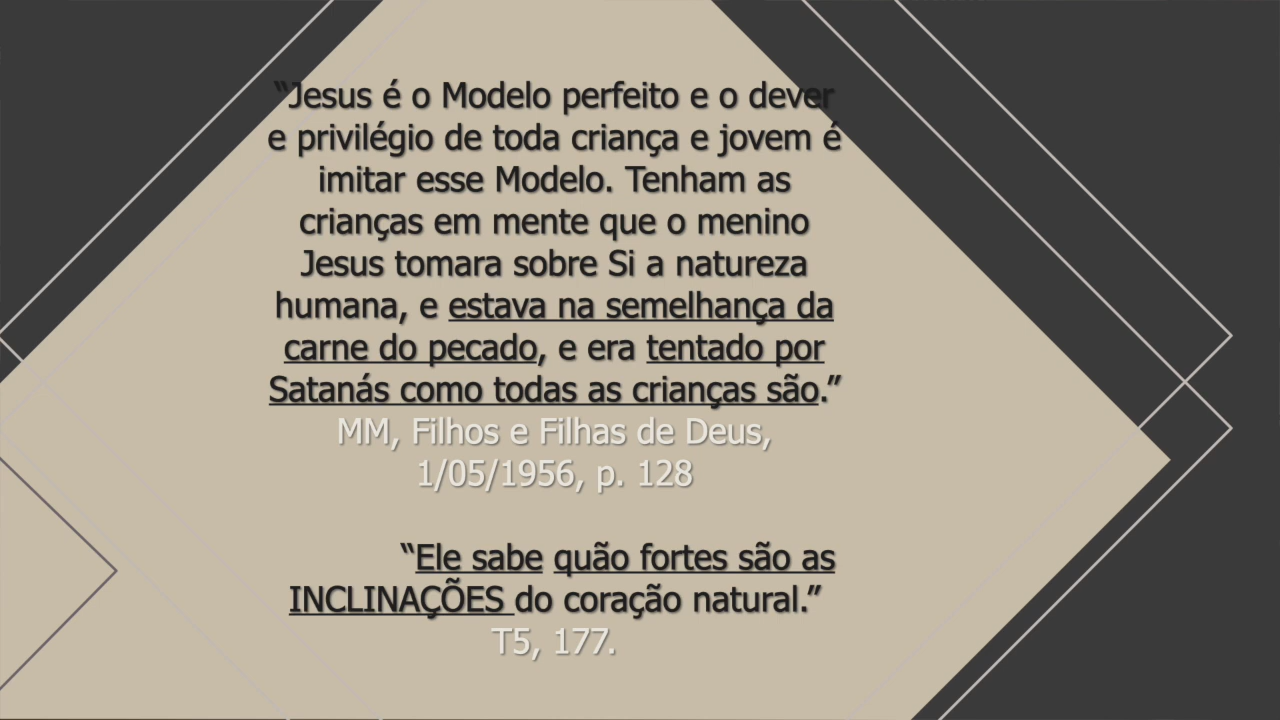 “Jesus é o Modelo perfeito e o dever
e privilégio de toda criança e jovem é
imitar esse Modelo. Tenham as
crianças em mente que o menino
Jesus tomara sobre Si a natureza
humana, e estava na semelhança da
carne do pecado, e era tentado por
Satanás como todas as crianças são.”
MM, Filhos e Filhas de Deus,
1/05/1956, p. 128
“Ele sabe quão fortes são as
INCLINAÇÕES do coração natural.”
T5, 177.